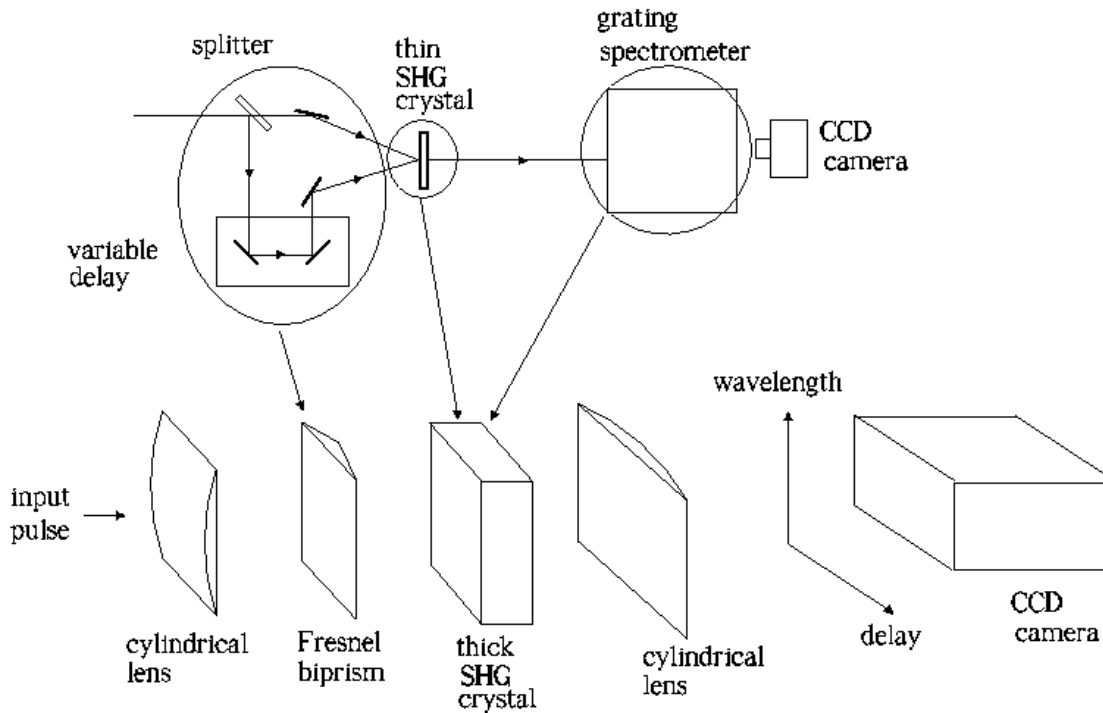 splitter
thin
SHG
crystal
grating
spectrometer
CCD
camera
variable
delay
wavelength
input
pulse
cylindrical
lens
Fresnel
biprism
thick
SHG
crystal
cylindrical
lens
delay
CCD
camera